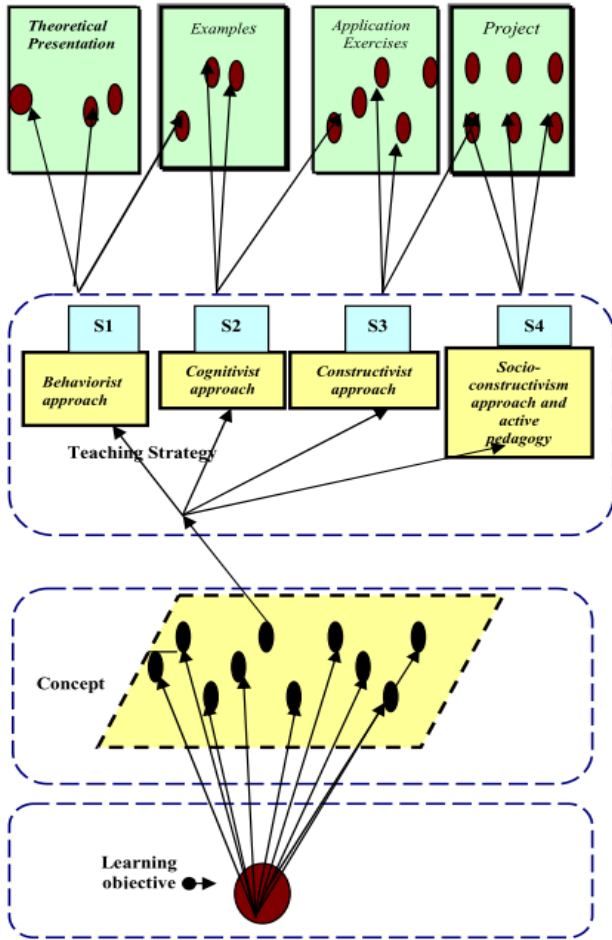 Theoretical
Presentation
Examples
Application
Exercises
Project
S1
S2
S3
S4
Behaviorist
approach
Cognitivist
approach
Constructivist
approach
Socio-
constructivism
approach and
active
pedagogy
Teaching Strategy
Concept
Learning
objective